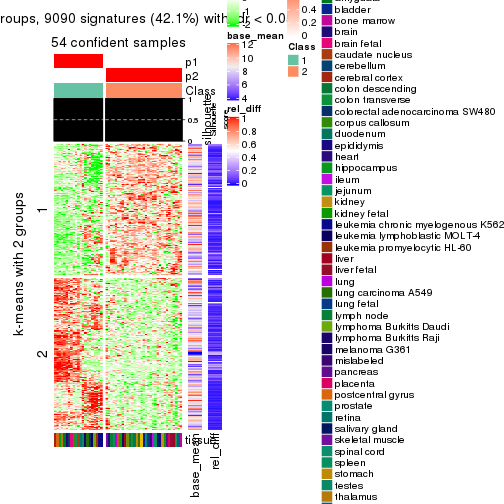 roups, 9090 signatures (42.1%) with fdr < 0.0
54 confident samples
p1
p2
Class
1
0.5
0
silhouette
k-means with 2 groups
1
2
tissue
base_mean
rel_diff
2
base_mean
12
10
8
6
4
rel_diff
1
0.8
0.6
0.4
0.2
0
0.4
0.2
0
Class
1
2
bladder
bone marrow
brain
brain fetal
caudate nucleus
cerebellum
cerebral cortex
colon descending
colon transverse
colorectal adenocarcinoma SW480
corpus callosum
duodenum
epididymis
heart
hippocampus
ileum
jejunum
kidney
kidney fetal
leukemia chronic myelogenous K562
leukemia lymphoblastic MOLT-4
leukemia promyelocytic HL-60
liver
liver fetal
lung
lung carcinoma A549
lung fetal
lymph node
lymphoma Burkitts Daudi
lymphoma Burkitts Raji
melanoma G361
mislabeled
pancreas
placenta
postcentral gyrus
prostate
retina
salivary gland
skeletal muscle
spinal cord
spleen
stomach
testes
thalamus